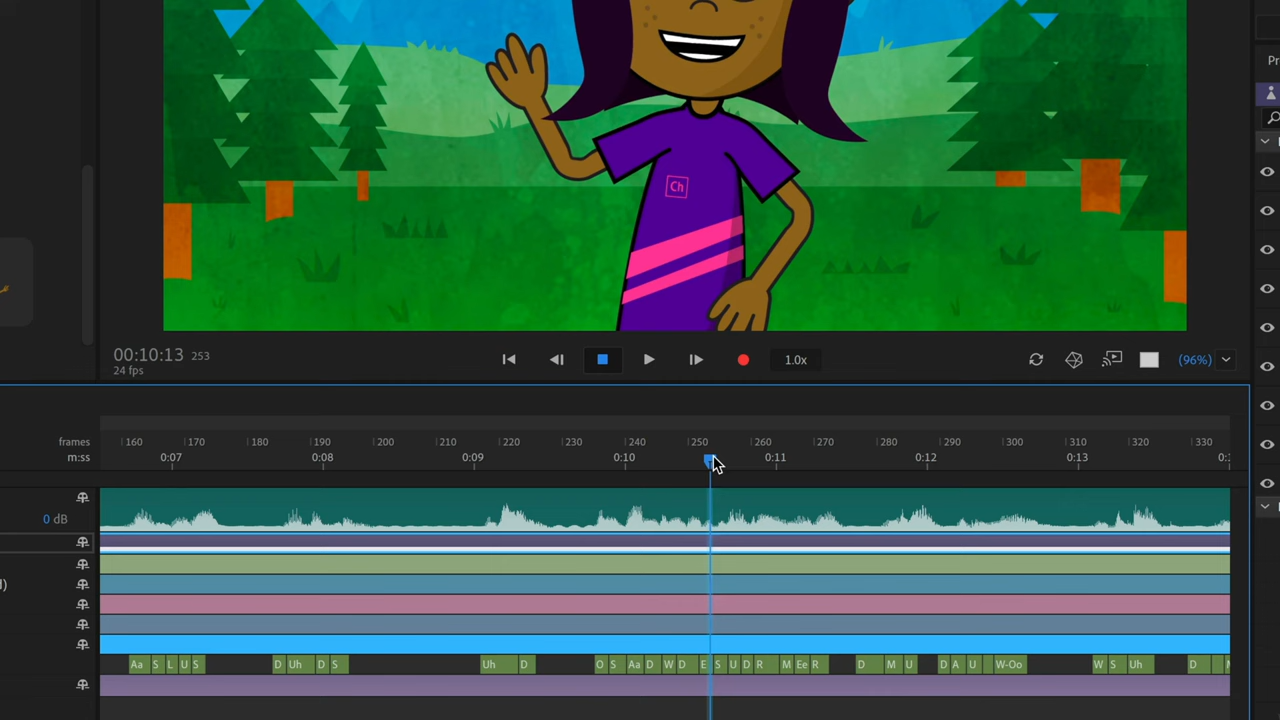 Ch
Pr
00:10:13 253
24 fps
1.0x
(96%)
frames 160 170 180 190 200 210 220 230 240 250 260 270 280 290 300 310 320 330
m:ss 0:07 0:08 0:09 0:10 0:11 0:12 0:13
0 dB
Aa S L U S D Uh D S Uh D O S Aa D W D E S U D R M Ee R D M U D A U W-Oo W S Uh D